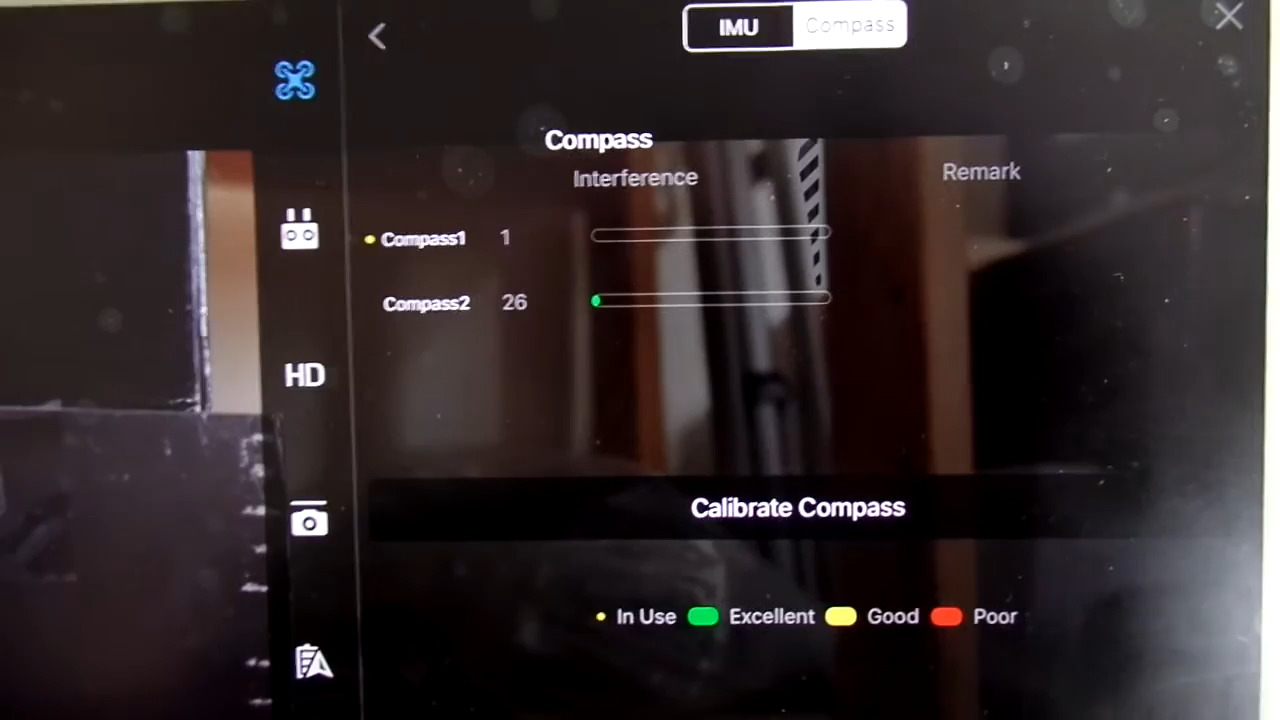 IMU Compass
Compass
Interference Remark
Compass1 1
Compass2 26
HD
Calibrate Compass
In Use Excellent Good Poor